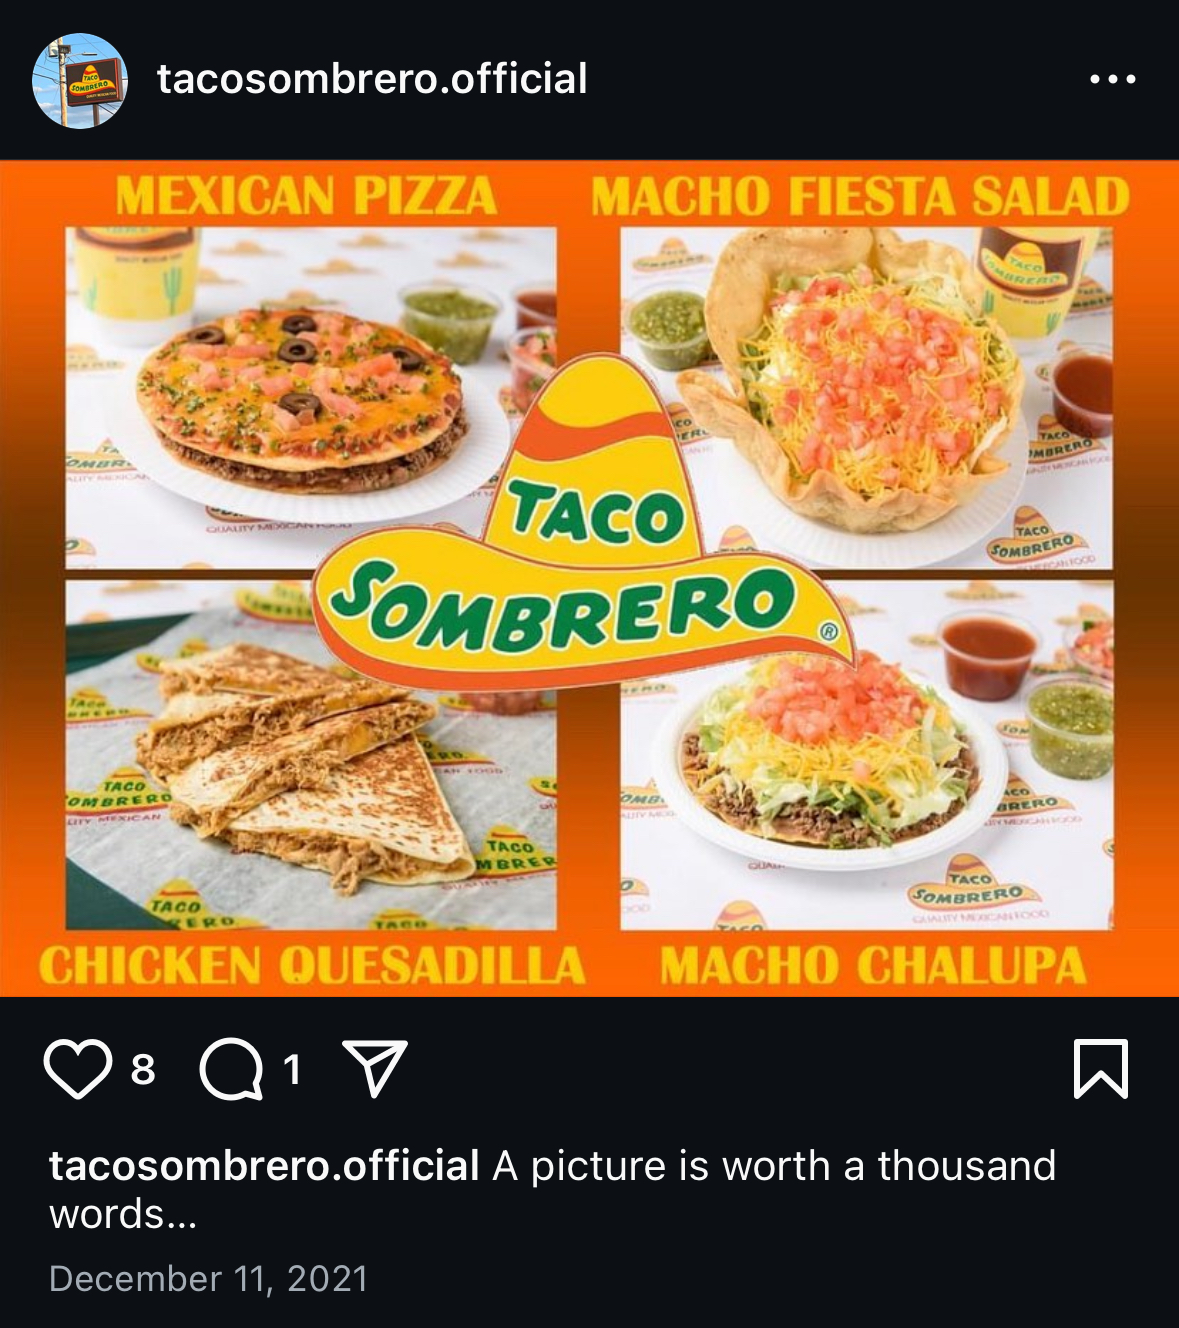 tacosombrero.official
MEXICAN PIZZA
MACHO FIESTA SALAD
TACO
SOMBRERO
®
CHICKEN QUESADILLA
MACHO CHALUPA
8 1
tacosombrero.official A picture is worth a thousand
words...
December 11, 2021